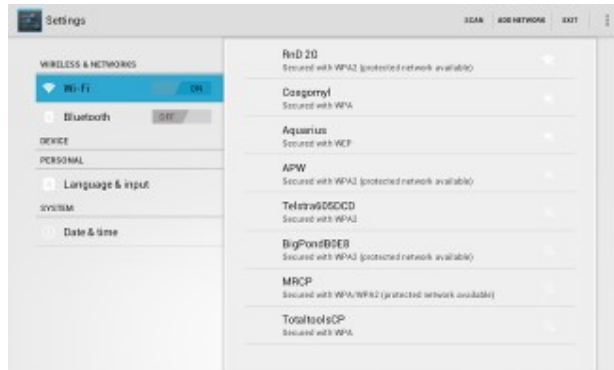 Settings
SCAN ADD NETWORK EXIT
WIRELESS & NETWORKS
Wi-Fi ON
Bluetooth OFF
DEVICE
PERSONAL
Language & input
SYSTEM
Date & time
RnD 2G
Secured with WPA2 (protected network available)
Congomyl
Secured with WPA
Aquarius
Secured with WEP
APW
Secured with WPA2 (protected network available)
Telstra605DCD
Secured with WPA2
BigPondB0E8
Secured with WPA2 (protected network available)
MRCP
Secured with WPA/WPA2 (protected network available)
TotaltoolsCP
Secured with WPA